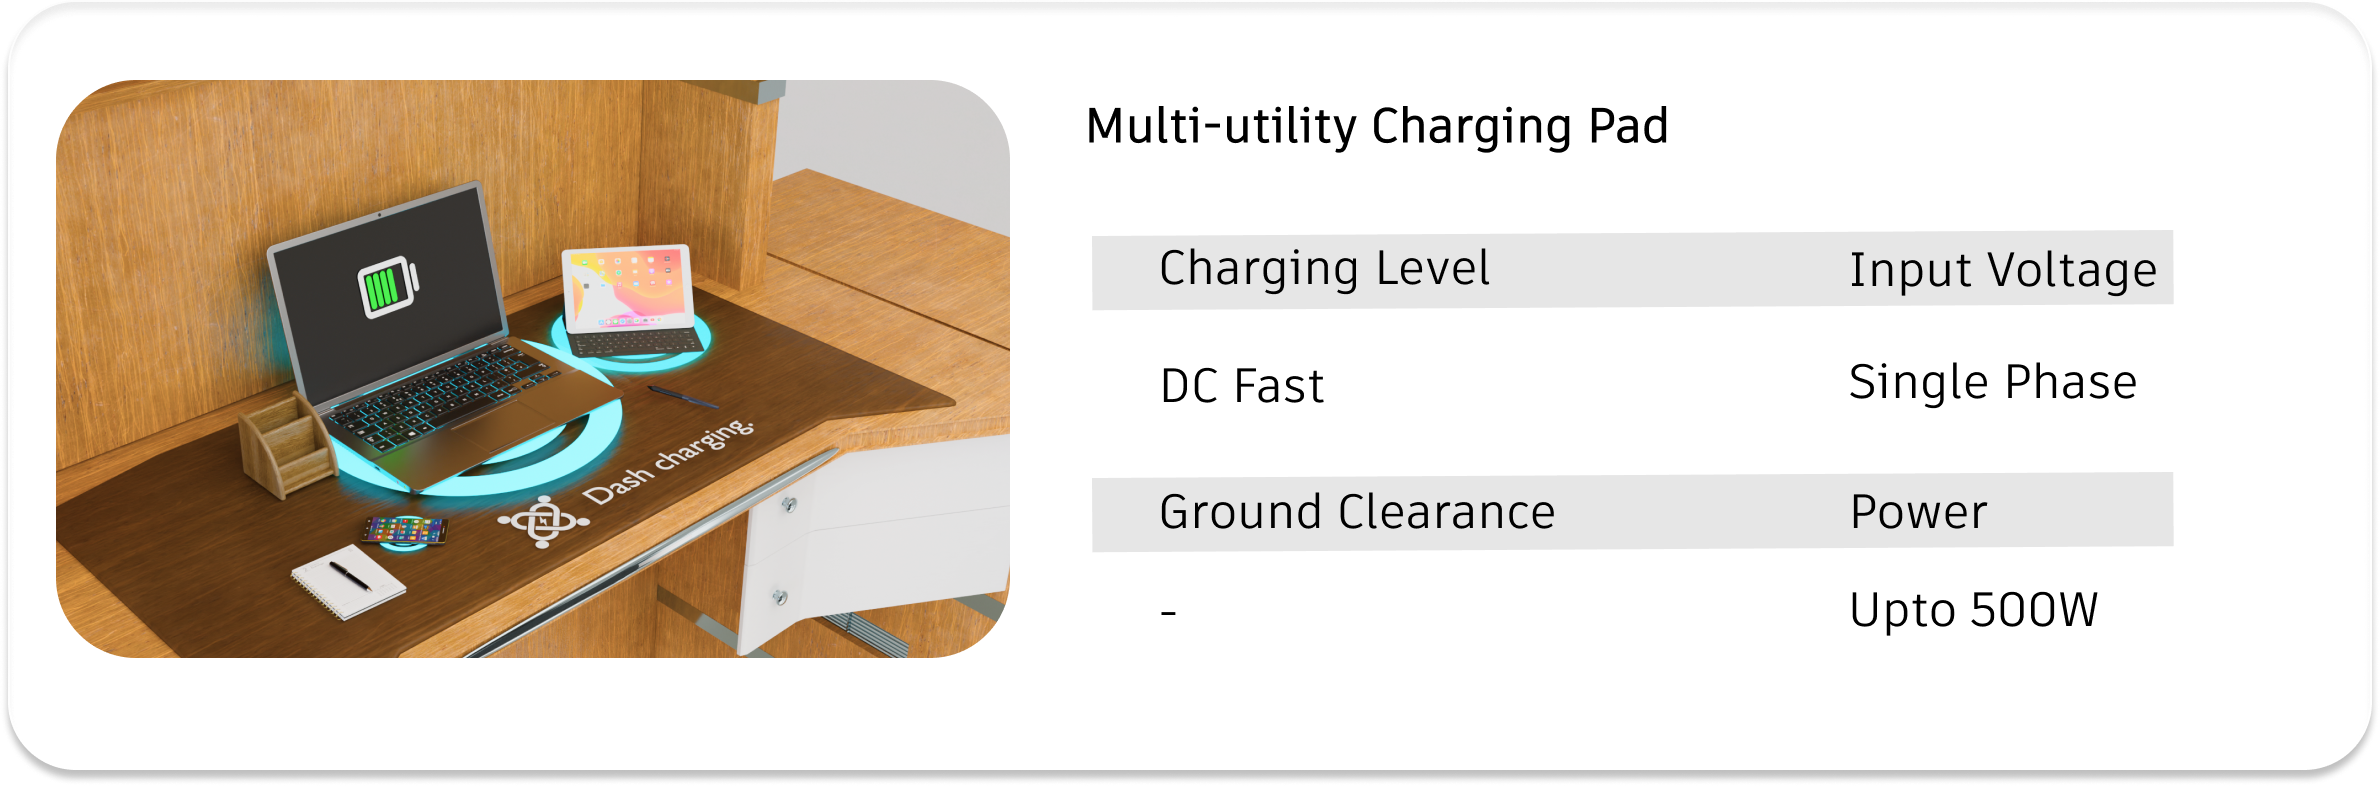 Multi-utility Charging Pad
Charging Level Input Voltage
DC Fast Single Phase
Ground Clearance Power
- Upto 500W
Dash charging.